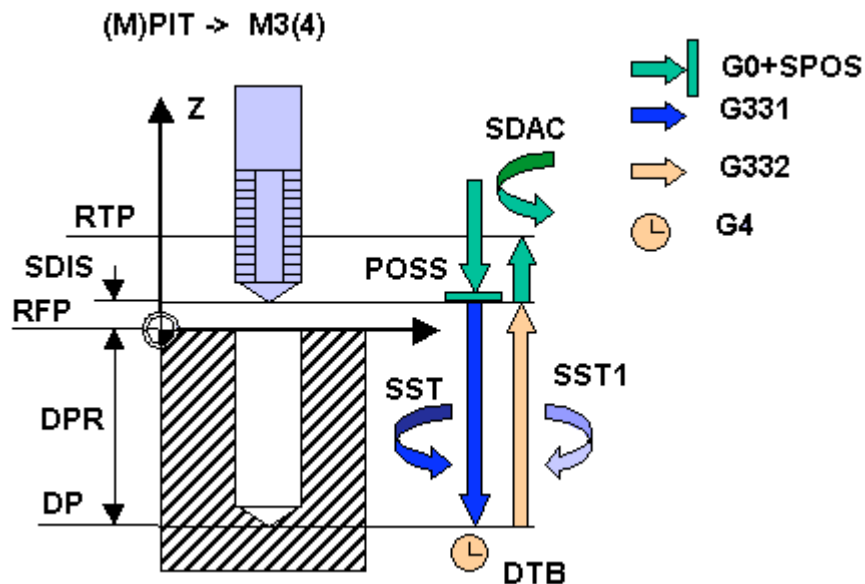 (M)PIT -> M3(4)
G0+SPOS
Z
SDAC
G331
G332
RTP
G4
SDIS
POSS
RFP
SST
SST1
DPR
DP
DTB